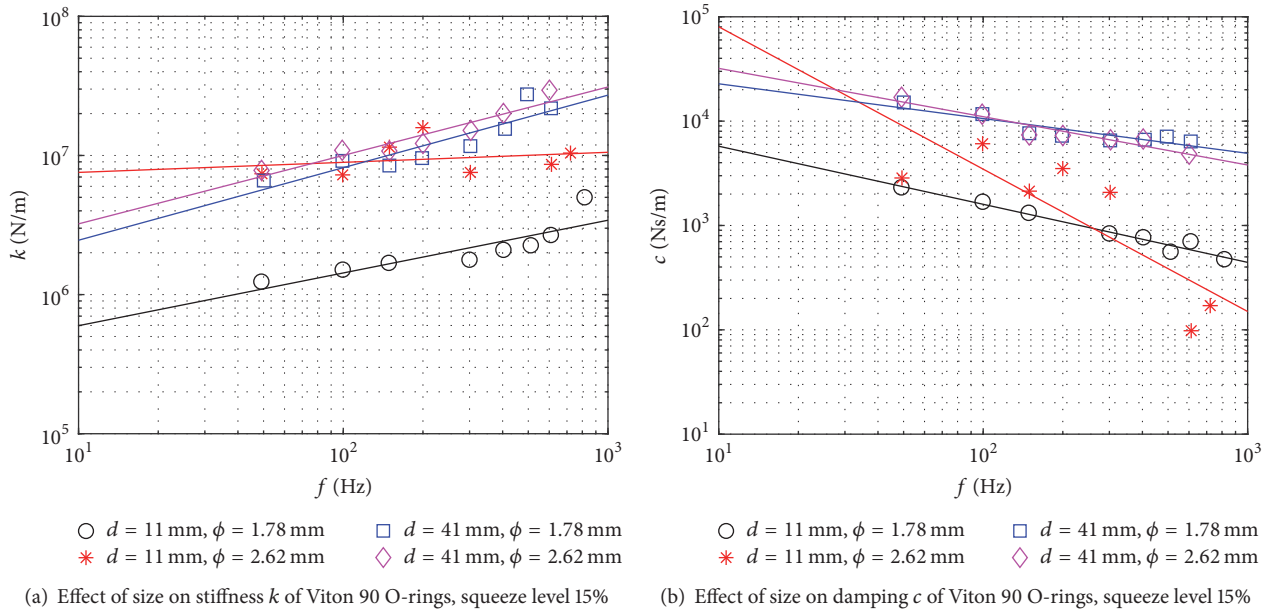 10^8
10^7
10^6
10^5
k (N/m)
10^1
10^2
10^3
f (Hz)
d = 11 mm, ϕ = 1.78 mm
d = 11 mm, ϕ = 2.62 mm
d = 41 mm, ϕ = 1.78 mm
d = 41 mm, ϕ = 2.62 mm
(a) Effect of size on stiffness k of Viton 90 O-rings, squeeze level 15%
10^5
10^4
10^3
10^2
10^1
c (Ns/m)
10^1
10^2
10^3
f (Hz)
d = 11 mm, ϕ = 1.78 mm
d = 11 mm, ϕ = 2.62 mm
d = 41 mm, ϕ = 1.78 mm
d = 41 mm, ϕ = 2.62 mm
(b) Effect of size on damping c of Viton 90 O-rings, squeeze level 15%